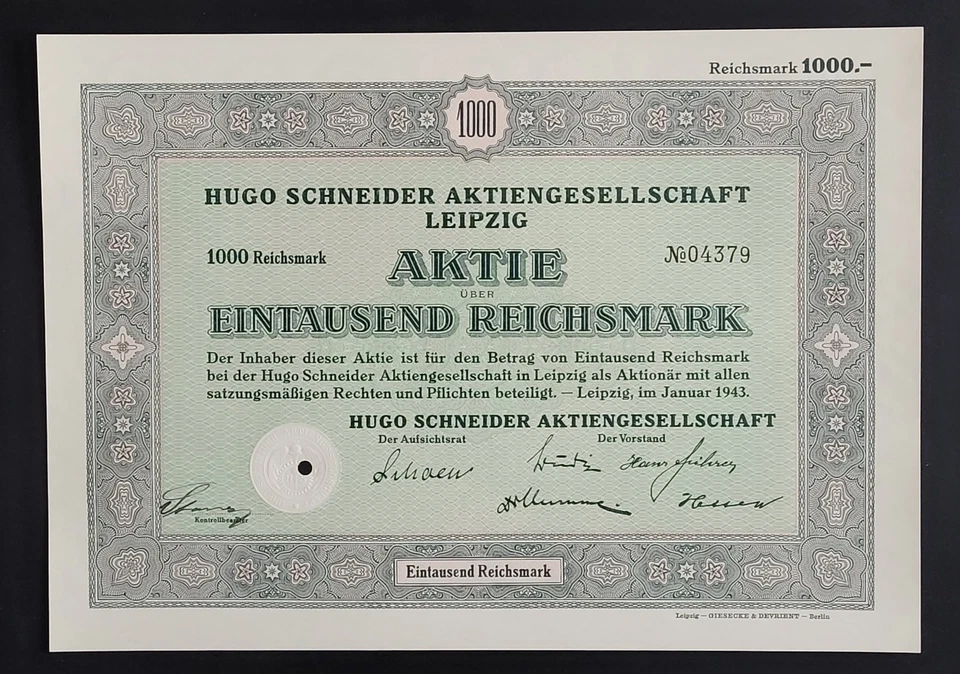 Reichsmark 1000.–
1000
HUGO SCHNEIDER AKTIENGESELLSCHAFT
LEIPZIG
1000 Reichsmark
AKTIE
№04379
ÜBER
EINTAUSEND REICHSMARK
Der Inhaber dieser Aktie ist für den Betrag von Eintausend Reichsmark
bei der Hugo Schneider Aktiengesellschaft in Leipzig als Aktionär mit allen
satzungsmäßigen Rechten und Pflichten beteiligt. — Leipzig, im Januar 1943.
HUGO SCHNEIDER AKTIENGESELLSCHAFT
Der Aufsichtsrat
Der Vorstand
Kontrollbeamter
Eintausend Reichsmark
Leipzig — GIESECKE & DEVRIENT — Berlin